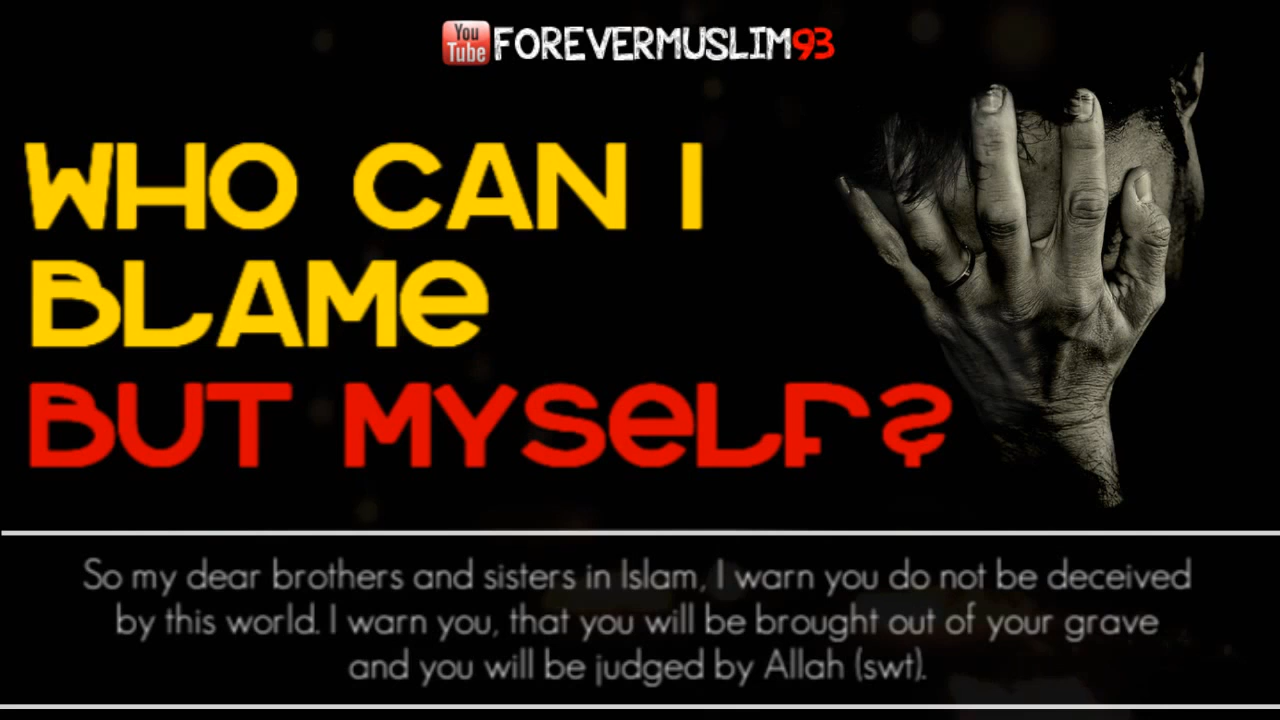 You Tube FOREVERMUSLIM93
WHO CAN I
BLAMe
BUT MYSeLF?
So my dear brothers and sisters in Islam, I warn you do not be deceived
by this world. I warn you, that you will be brought out of your grave
and you will be judged by Allah (swt).